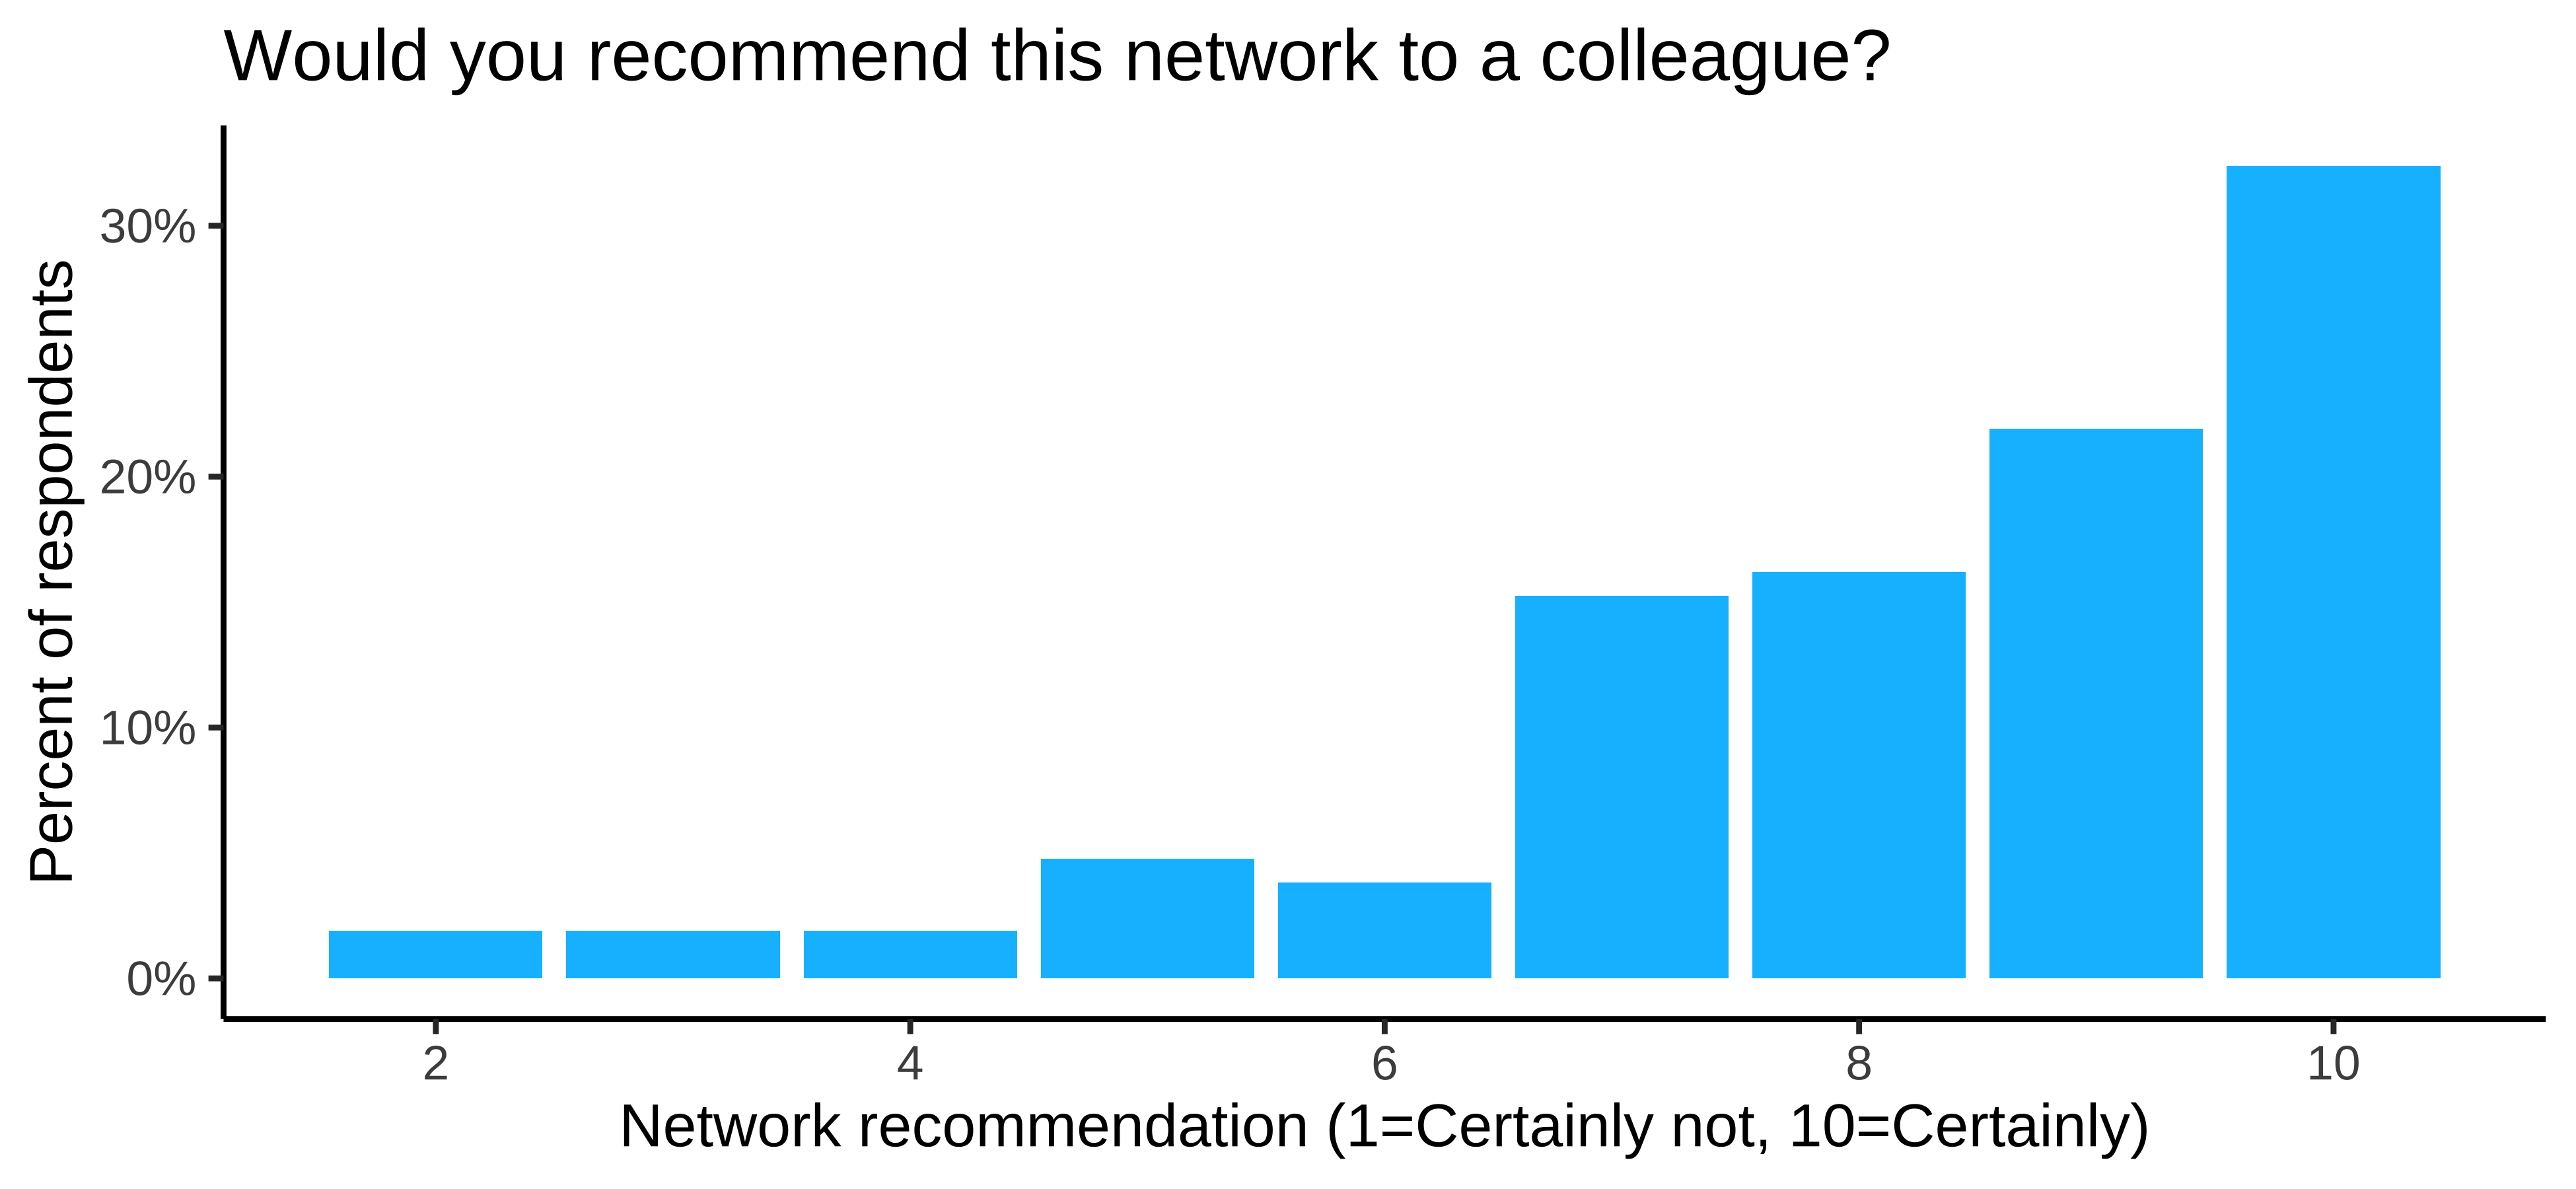 Would you recommend this network to a colleague?
Percent of respondents
30%
20%
10%
0%
2 4 6 8 10
Network recommendation (1=Certainly not, 10=Certainly)